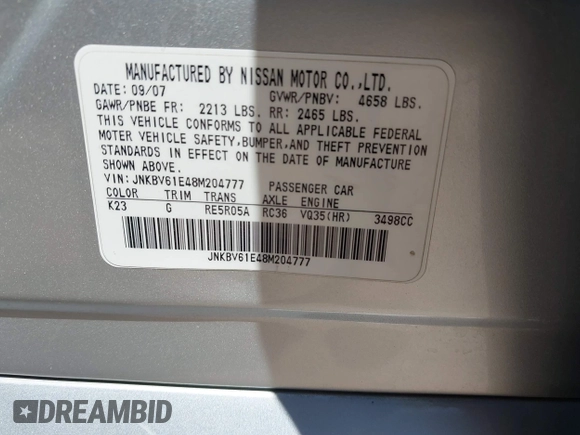 MANUFACTURED BY NISSAN MOTOR CO.,LTD.
DATE: 09/07 GVWR/PNBV: 4658 LBS.
GAWR/PNBE FR: 2213 LBS. RR: 2465 LBS.
THIS VEHICLE CONFORMS TO ALL APPLICABLE FEDERAL
MOTER VEHICLE SAFETY,BUMPER,AND THEFT PREVENTION
STANDARDS IN EFFECT ON THE DATE OF MANUFACTURE
SHOWN ABOVE.
VIN: JNKBV61E48M204777 PASSENGER CAR
COLOR TRIM TRANS AXLE ENGINE
K23 G RE5R05A RC36 VQ35(HR) 3498CC
JNKBV61E48M204777
DREAMBID